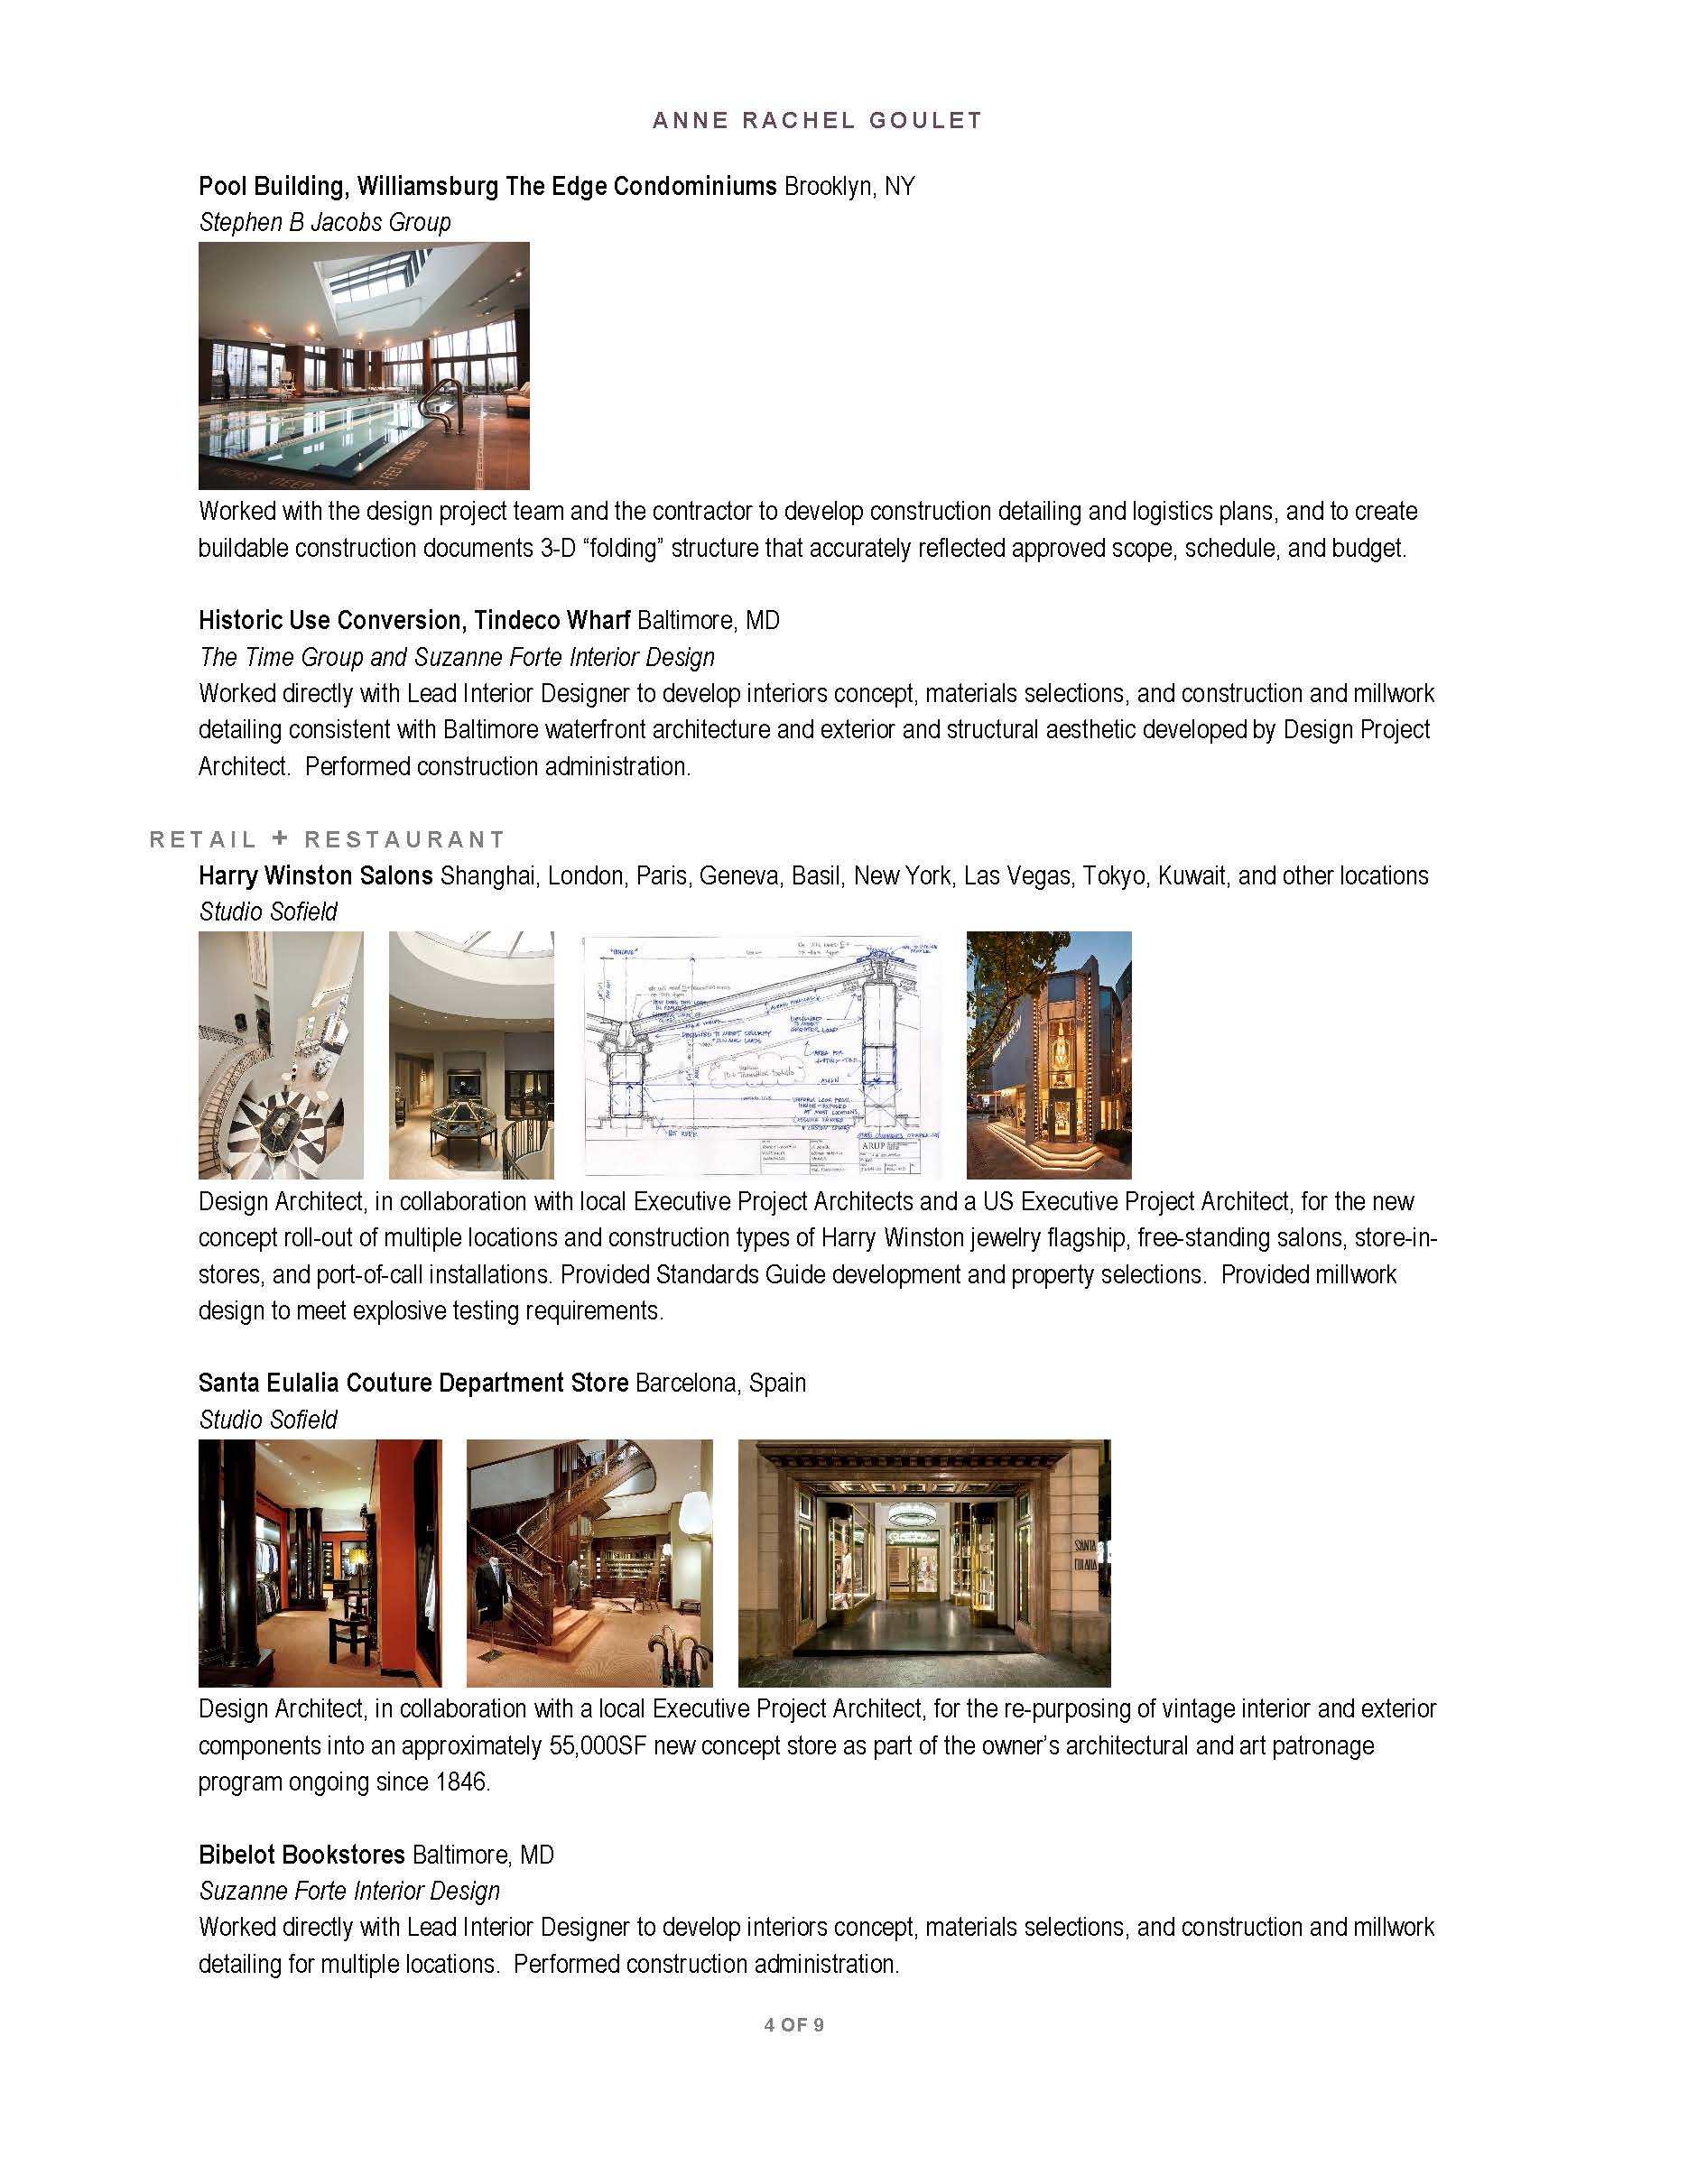 ANNE RACHEL GOULET
Pool Building, Williamsburg The Edge Condominiums Brooklyn, NY
Stephen B Jacobs Group
Worked with the design project team and the contractor to develop construction detailing and logistics plans, and to create
buildable construction documents 3-D “folding” structure that accurately reflected approved scope, schedule, and budget.
Historic Use Conversion, Tindeco Wharf Baltimore, MD
The Time Group and Suzanne Forte Interior Design
Worked directly with Lead Interior Designer to develop interiors concept, materials selections, and construction and millwork
detailing consistent with Baltimore waterfront architecture and exterior and structural aesthetic developed by Design Project
Architect.  Performed construction administration.
RETAIL + RESTAURANT
Harry Winston Salons Shanghai, London, Paris, Geneva, Basil, New York, Las Vegas, Tokyo, Kuwait, and other locations
Studio Sofield
ARUP
Design Architect, in collaboration with local Executive Project Architects and a US Executive Project Architect, for the new
concept roll-out of multiple locations and construction types of Harry Winston jewelry flagship, free-standing salons, store-in-
stores, and port-of-call installations. Provided Standards Guide development and property selections.  Provided millwork
design to meet explosive testing requirements.
Santa Eulalia Couture Department Store Barcelona, Spain
Studio Sofield
SANTA
EULALIA
Design Architect, in collaboration with a local Executive Project Architect, for the re-purposing of vintage interior and exterior
components into an approximately 55,000SF new concept store as part of the owner’s architectural and art patronage
program ongoing since 1846.
Bibelot Bookstores Baltimore, MD
Suzanne Forte Interior Design
Worked directly with Lead Interior Designer to develop interiors concept, materials selections, and construction and millwork
detailing for multiple locations.  Performed construction administration.
4 OF 9